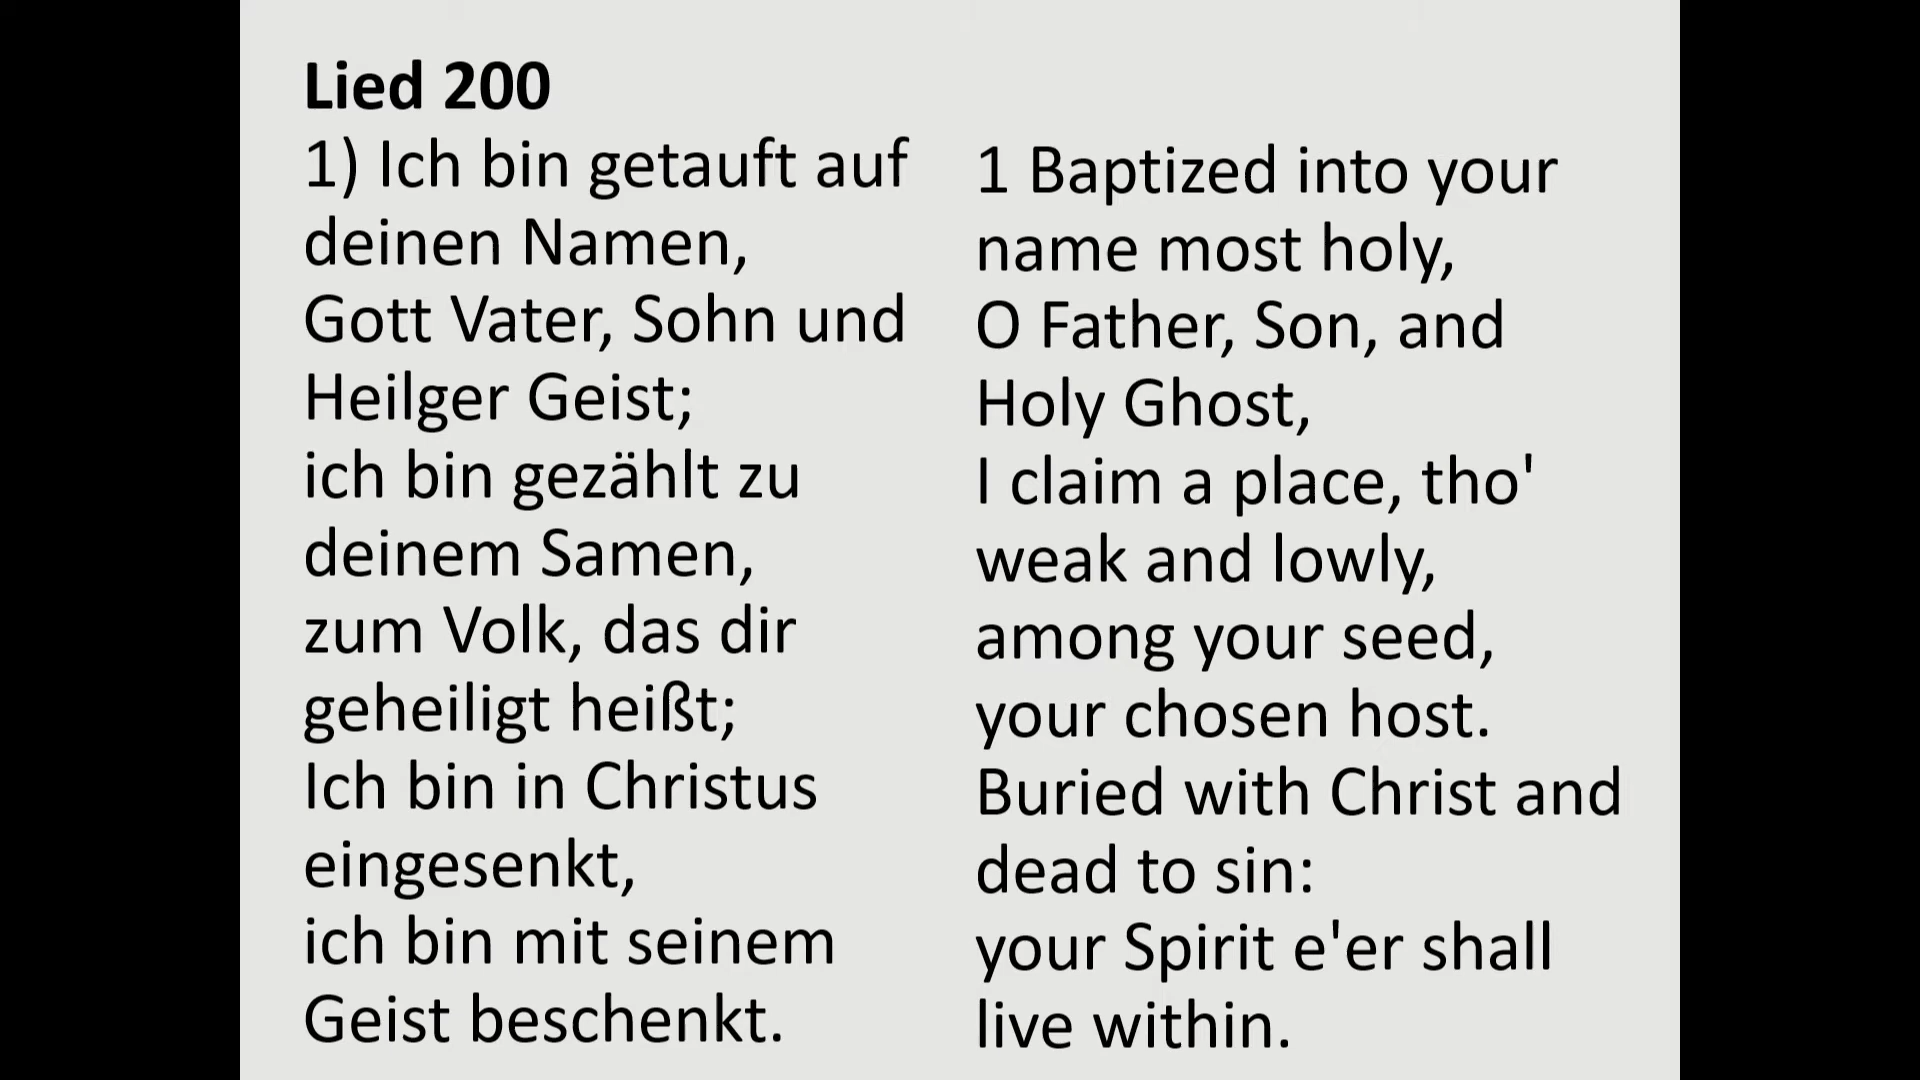 Lied 200
1) Ich bin getauft auf
deinen Namen,
Gott Vater, Sohn und
Heilger Geist;
ich bin gezählt zu
deinem Samen,
zum Volk, das dir
geheiligt heißt;
Ich bin in Christus
eingesenkt,
ich bin mit seinem
Geist beschenkt.
1 Baptized into your
name most holy,
O Father, Son, and
Holy Ghost,
I claim a place, tho'
weak and lowly,
among your seed,
your chosen host.
Buried with Christ and
dead to sin:
your Spirit e'er shall
live within.